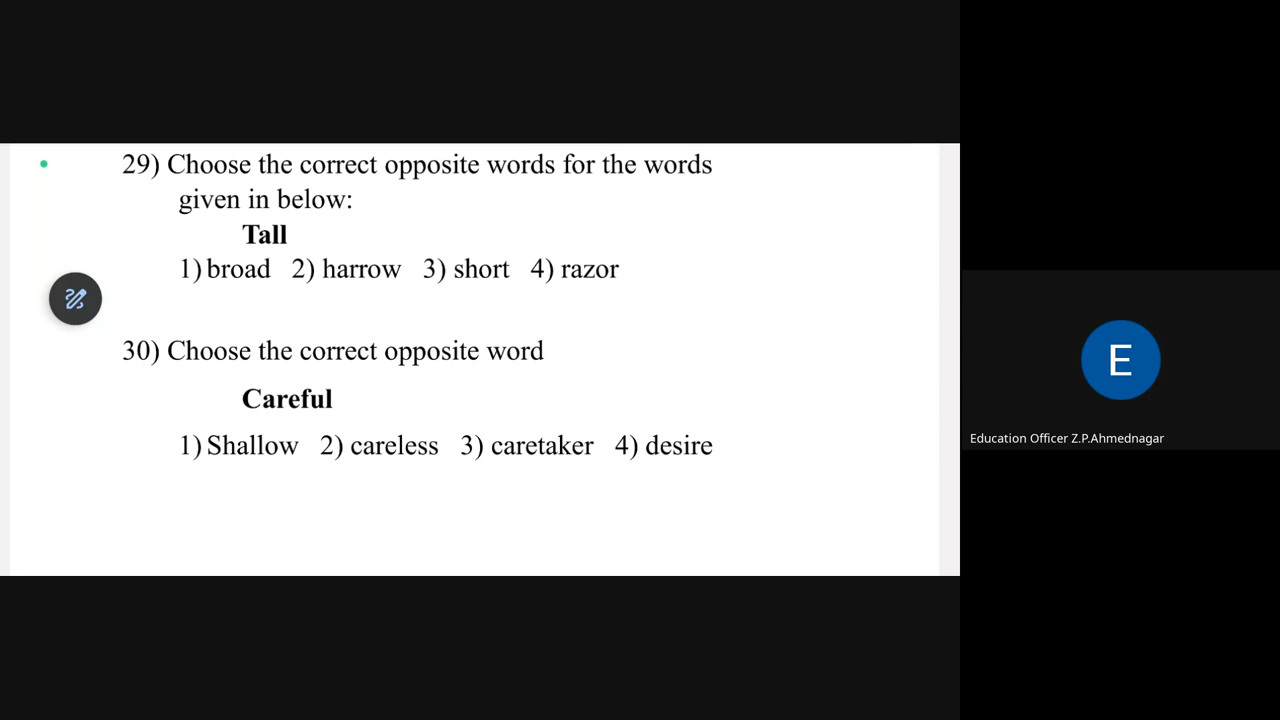 29) Choose the correct opposite words for the words
given in below:
Tall
1) broad 2) harrow 3) short 4) razor
30) Choose the correct opposite word
Careful
1) Shallow 2) careless 3) caretaker 4) desire
E
Education Officer Z.P.Ahmednagar